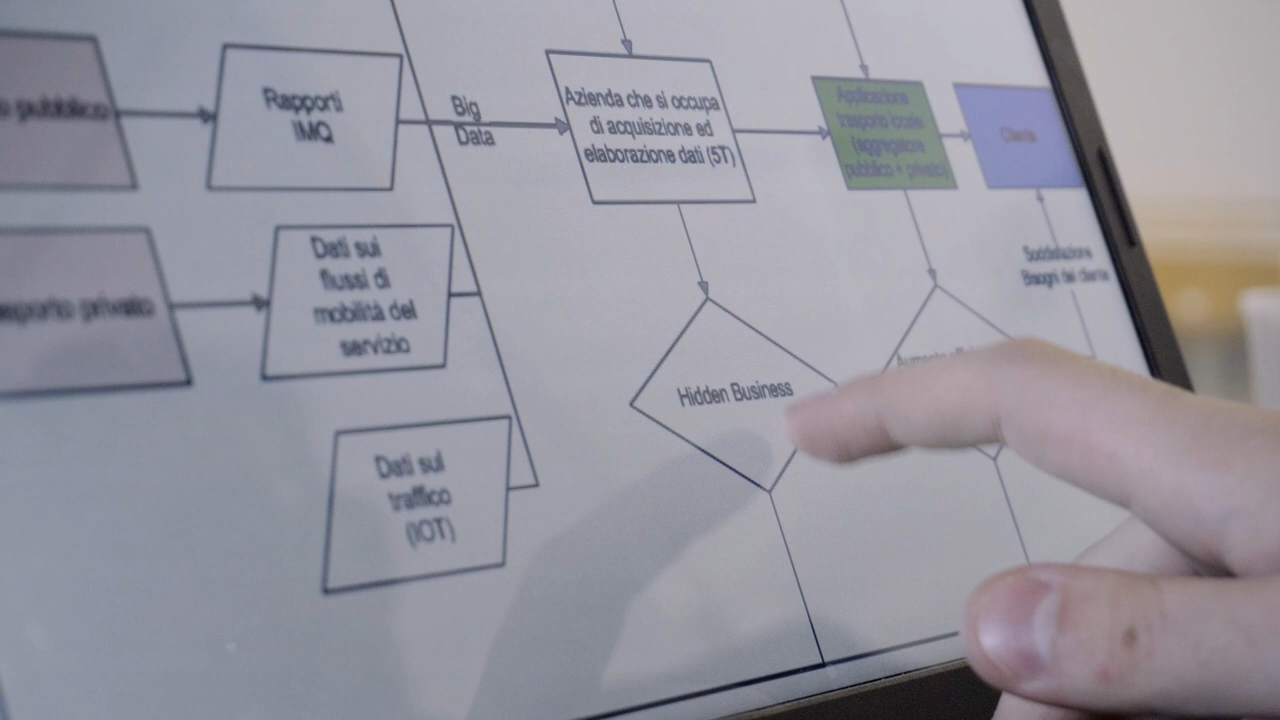 pubblico
Rapporti
IMQ
Big
Data
Azienda che si occupa
di acquisizione ed
elaborazione dati (5T)
Applicazione
trasporto locale
(aggregatore
pubblico + privato)
Cliente
privato
Dati sui
flussi di
mobilità del
servizio
Soddisfazione
Bisogni del cliente
Hidden Business
Aumento
Dati sul
traffico
(IOT)